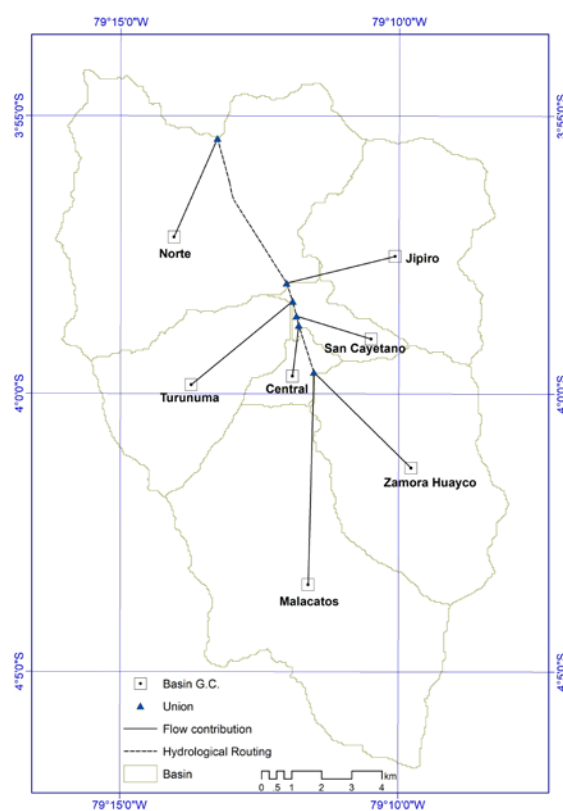 79°15'0"W 79°10'0"W
3°55'0"S 3°55'0"S
Norte
Jipiro
San Cayetano
Turunuma
Central
4°0'0"S 4°0'0"S
Zamora Huayco
Malacatos
4°5'0"S 4°5'0"S
Basin G.C.
Union
Flow contribution
Hydrological Routing
Basin
km
0 .5 1 2 3 4
79°15'0"W 79°10'0"W